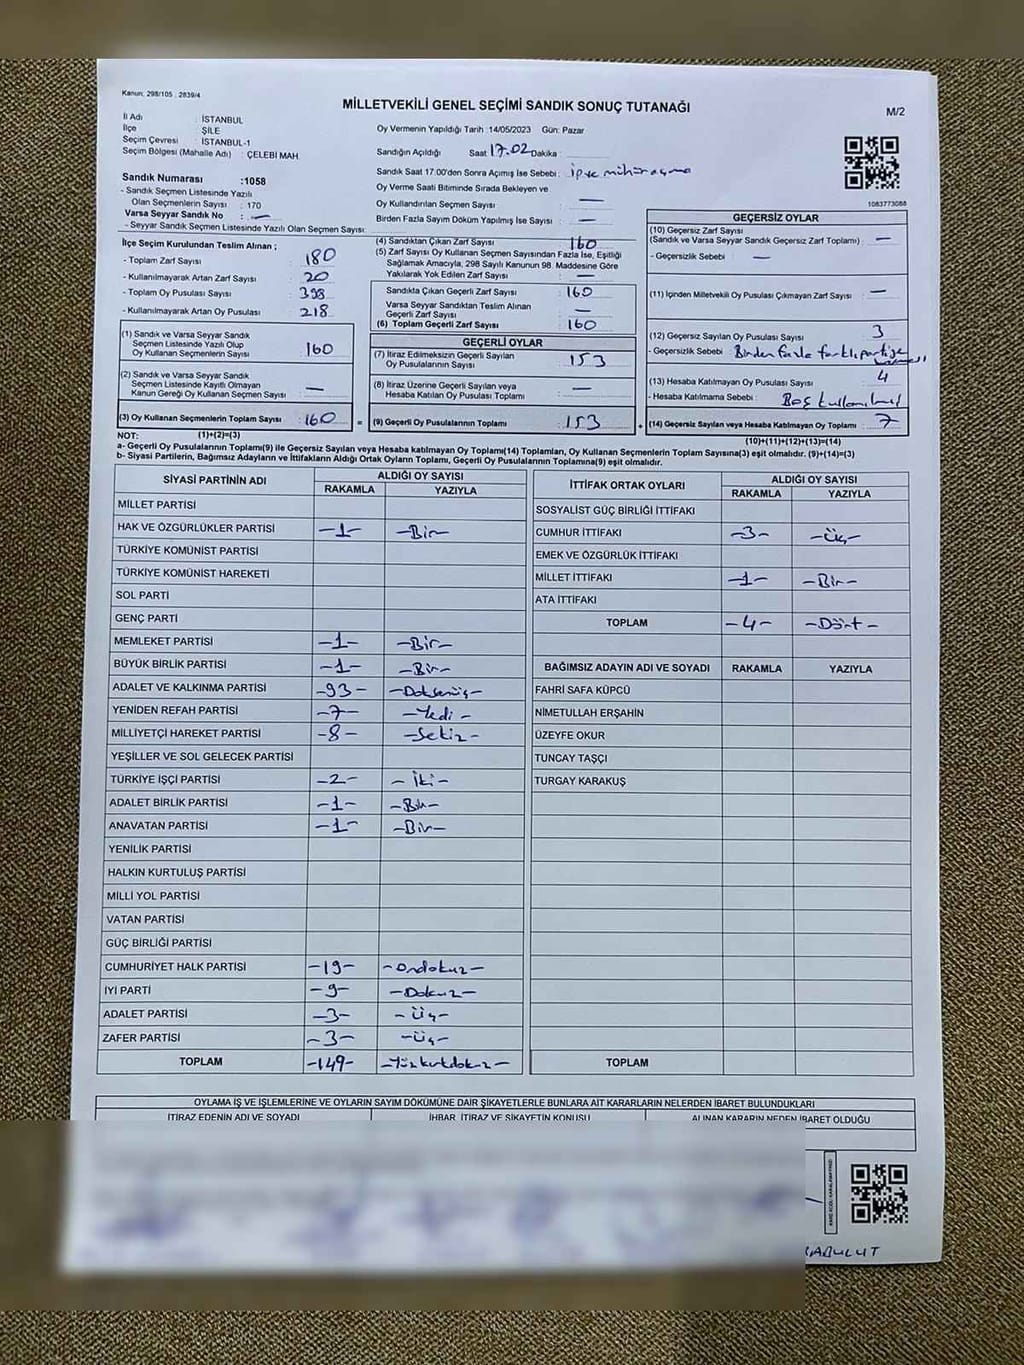 Kanun: 298/105 , 2839/4
MİLLETVEKİLİ GENEL SEÇİMİ SANDIK SONUÇ TUTANAĞI
M/2
İl Adı : İSTANBUL
İlçe : ŞİLE
Seçim Çevresi : İSTANBUL-1
Seçim Bölgesi (Mahalle Adı) : ÇELEBİ MAH
Sandık Numarası :1058
- Sandık Seçmen Listesinde Yazılı
Olan Seçmenlerin Sayısı : 170
Varsa Seyyar Sandık No : —
- Seyyar Sandık Seçmen Listesinde Yazılı Olan Seçmen Sayısı:
Oy Vermenin Yapıldığı Tarih :14/05/2023 Gün: Pazar
Sandığın Açıldığı Saat 17.02 Dakika :
Sandık Saat 17.00'den Sonra Açılmış İse Sebebi : İp ve mühür açma
Oy Verme Saati Bitiminde Sırada Bekleyen ve
Oy Kullandırılan Seçmen Sayısı : —
Birden Fazla Sayım Döküm Yapılmış İse Sayısı : —
1083773088
İlçe Seçim Kurulundan Teslim Alınan ;
- Toplam Zarf Sayısı : 180
- Kullanılmayarak Artan Zarf Sayısı : 20
- Toplam Oy Pusulası Sayısı : 398
- Kullanılmayarak Artan Oy Pusulası : 218
(1) Sandık ve Varsa Seyyar Sandık
Seçmen Listesinde Yazılı Olup
Oy Kullanan Seçmenlerin Sayısı : 160
(2) Sandık ve Varsa Seyyar Sandık
Seçmen Listesinde Kayıtlı Olmayan
Kanun Gereği Oy Kullanan Seçmen Sayısı : —
(3) Oy Kullanan Seçmenlerin Toplam Sayısı : 160 =
(4) Sandıktan Çıkan Zarf Sayısı : 160
(5) Zarf Sayısı Oy Kullanan Seçmen Sayısından Fazla İse, Eşitliği
Sağlamak Amacıyla, 298 Sayılı Kanunun 98. Maddesine Göre
Yakılarak Yok Edilen Zarf Sayısı : —
Sandıkta Çıkan Geçerli Zarf Sayısı : 160
Varsa Seyyar Sandıktan Teslim Alınan
Geçerli Zarf Sayısı : —
(6) Toplam Geçerli Zarf Sayısı : 160
GEÇERLİ OYLAR
(7) İtiraz Edilmeksizin Geçerli Sayılan
Oy Pusulalarının Sayısı : 153
(8) İtiraz Üzerine Geçerli Sayılan veya
Hesaba Katılan Oy Pusulaları Toplamı : —
(9) Geçerli Oy Pusulalarının Toplamı : 153 +
GEÇERSİZ OYLAR
(10) Geçersiz Zarf Sayısı
(Sandık ve Varsa Seyyar Sandık Geçersiz Zarf Toplamı) : —
- Geçersizlik Sebebi : —
(11) İçinden Milletvekili Oy Pusulası Çıkmayan Zarf Sayısı : —
(12) Geçersiz Sayılan Oy Pusulası Sayısı : 3
- Geçersizlik Sebebi : Birden fazla farklı partiye
(13) Hesaba Katılmayan Oy Pusulası Sayısı : 4
- Hesaba Katılmama Sebebi : Boş kullanılmış
(14) Geçersiz Sayılan veya Hesaba Katılmayan Oy Toplamı : 7
NOT: (1)+(2)=(3)
(10)+(11)+(12)+(13)=(14)
a- Geçerli Oy Pusulalarının Toplamı(9) ile Geçersiz Sayılan veya Hesaba katılmayan Oy Toplamı(14) Toplamları, Oy Kullanan Seçmenlerin Toplam Sayısına(3) eşit olmalıdır. (9)+(14)=(3)
b- Siyasi Partilerin, Bağımsız Adayların ve İttifakların Aldığı Ortak Oyların Toplamı, Geçerli Oy Pusulalarının Toplamına(9) eşit olmalıdır.
SİYASİ PARTİNİN ADI ALDIĞI OY SAYISI
RAKAMLA YAZIYLA
MİLLET PARTİSİ
HAK VE ÖZGÜRLÜKLER PARTİSİ -1- -Bir-
TÜRKİYE KOMÜNİST PARTİSİ
TÜRKİYE KOMÜNİST HAREKETİ
SOL PARTİ
GENÇ PARTİ
MEMLEKET PARTİSİ -1- -Bir-
BÜYÜK BİRLİK PARTİSİ -1- -Bir-
ADALET VE KALKINMA PARTİSİ -93- -Doksanüç-
YENİDEN REFAH PARTİSİ -7- -Yedi-
MİLLİYETÇİ HAREKET PARTİSİ -8- -Sekiz-
YEŞİLLER VE SOL GELECEK PARTİSİ
TÜRKİYE İŞÇİ PARTİSİ -2- -İki-
ADALET BİRLİK PARTİSİ -1- -Bir-
ANAVATAN PARTİSİ -1- -Bir-
YENİLİK PARTİSİ
HALKIN KURTULUŞ PARTİSİ
MİLLİ YOL PARTİSİ
VATAN PARTİSİ
GÜÇ BİRLİĞİ PARTİSİ
CUMHURİYET HALK PARTİSİ -19- -Ondokuz-
İYİ PARTİ -9- -Dokuz-
ADALET PARTİSİ -3- -Üç-
ZAFER PARTİSİ -3- -Üç-
TOPLAM -149- -Yüzkırkdokuz-
İTTİFAK ORTAK OYLARI ALDIĞI OY SAYISI
RAKAMLA YAZIYLA
SOSYALİST GÜÇ BİRLİĞİ İTTİFAKI
CUMHUR İTTİFAKI -3- -Üç-
EMEK VE ÖZGÜRLÜK İTTİFAKI
MİLLET İTTİFAKI -1- -Bir-
ATA İTTİFAKI
TOPLAM -4- -Dört-
BAĞIMSIZ ADAYIN ADI VE SOYADI RAKAMLA YAZIYLA
FAHRİ SAFA KÜPCÜ
NİMETULLAH ERŞAHİN
ÜZEYFE OKUR
TUNCAY TAŞÇI
TURGAY KARAKUŞ
TOPLAM
OYLAMA İŞ VE İŞLEMLERİNE VE OYLARIN SAYIM DÖKÜMÜNE DAİR ŞİKAYETLERLE BUNLARA AİT KARARLARIN NELERDEN İBARET BULUNDUKLARI
İTİRAZ EDENİN ADI VE SOYADI İHBAR, İTİRAZ VE ŞİKAYETİN KONUSU ALINAN KARARIN NEDEN İBARET OLDUĞU